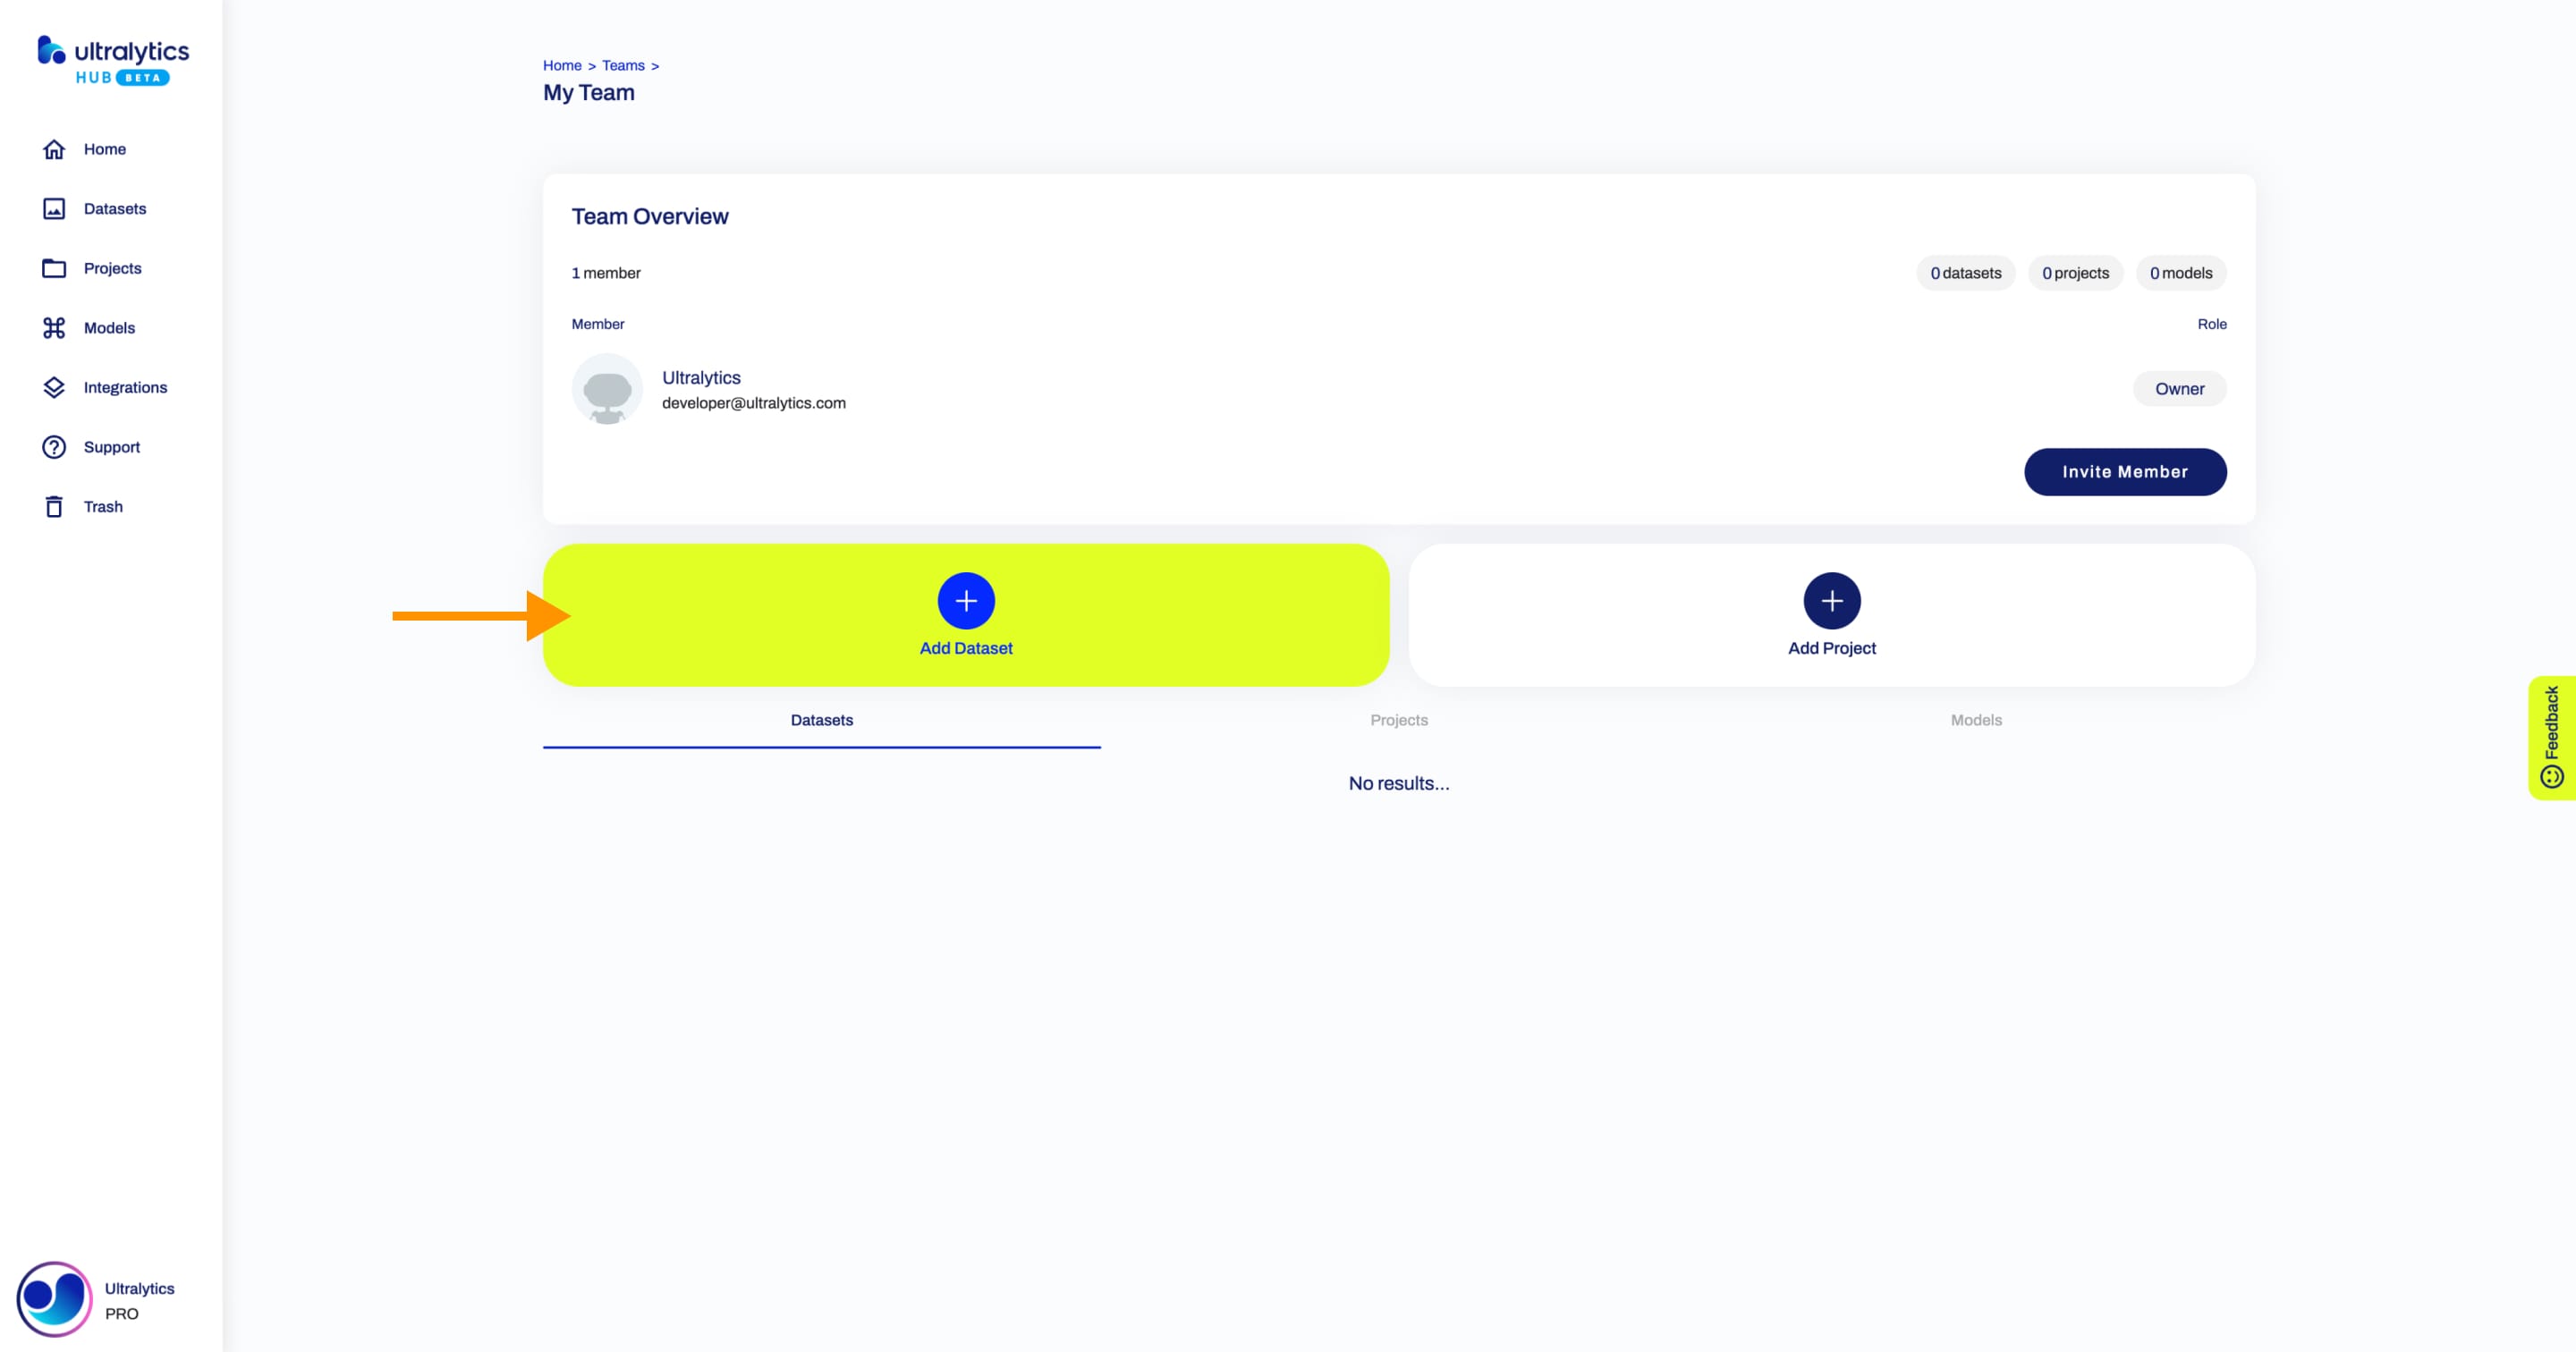 ultralytics
HUB BETA
Home
Datasets
Projects
Models
Integrations
Support
Trash
Ultralytics
PRO
Home > Teams >
My Team
Team Overview
1 member
0 datasets 0 projects 0 models
Member Role
Ultralytics
developer@ultralytics.com
Owner
Invite Member
Add Dataset Add Project
Datasets Projects Models
No results...
Feedback